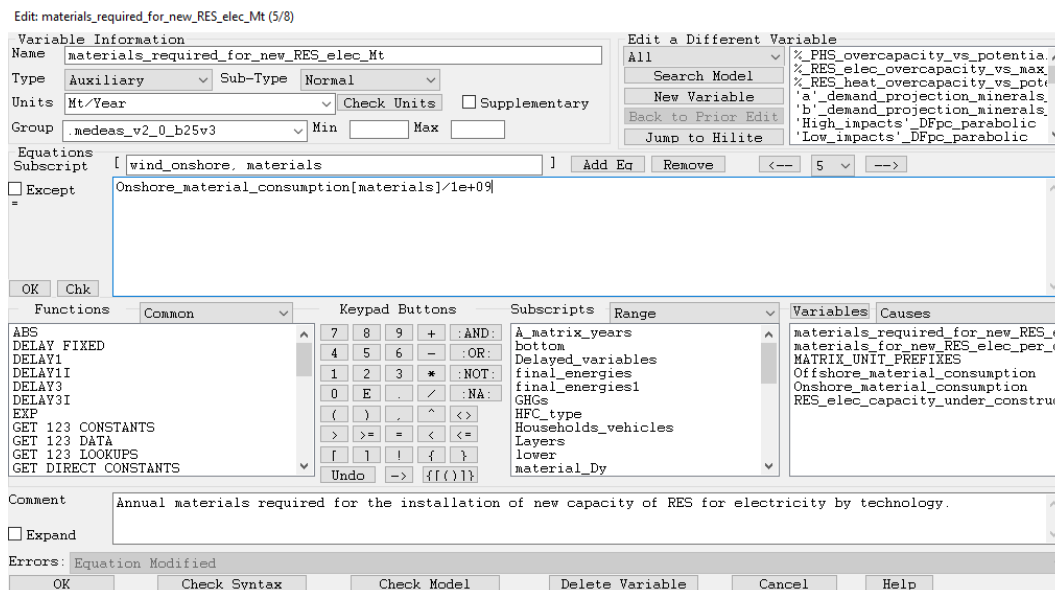 Edit: materials_required_for_new_RES_elec_Mt (5/8)
Variable Information
Name materials_required_for_new_RES_elec_Mt
Type Auxiliary Sub-Type Normal
Units Mt/Year Check Units Supplementary
Group .medeas_v2_0_b25v3 Min Max
Edit a Different Variable
All
Search Model
New Variable
Back to Prior Edit
Jump to Hilite
%_PHS_overcapacity_vs_potentia.
%_RES_elec_overcapacity_vs_max_
%_RES_heat_overcapacity_vs_pote
'a'_demand_projection_minerals_
'b'_demand_projection_minerals_
'High_impacts'_DFpc_parabolic
'Low_impacts'_DFpc_parabolic
Equations
Subscript [ wind_onshore, materials ] Add Eq Remove <-- 5 -->
Except
=
Onshore_material_consumption[materials]/1e+09
OK Chk
Functions Common
ABS
DELAY FIXED
DELAY1
DELAY1I
DELAY3
DELAY3I
EXP
GET 123 CONSTANTS
GET 123 DATA
GET 123 LOOKUPS
GET DIRECT CONSTANTS
Keypad Buttons
7 8 9 + :AND:
4 5 6 - :OR:
1 2 3 * :NOT:
0 E . / :NA:
( ) , ^ <>
> >= = < <=
[ ] ! { }
Undo -> {[()]}
Subscripts Range
A_matrix_years
bottom
Delayed_variables
final_energies
final_energies1
GHGs
HFC_type
Households_vehicles
Layers
lower
material_Dy
Variables Causes
materials_required_for_new_RES_e
materials_for_new_RES_elec_per_c
MATRIX_UNIT_PREFIXES
Offshore_material_consumption
Onshore_material_consumption
RES_elec_capacity_under_construc
Comment
Annual materials required for the installation of new capacity of RES for electricity by technology.
Expand
Errors: Equation Modified
OK Check Syntax Check Model Delete Variable Cancel Help